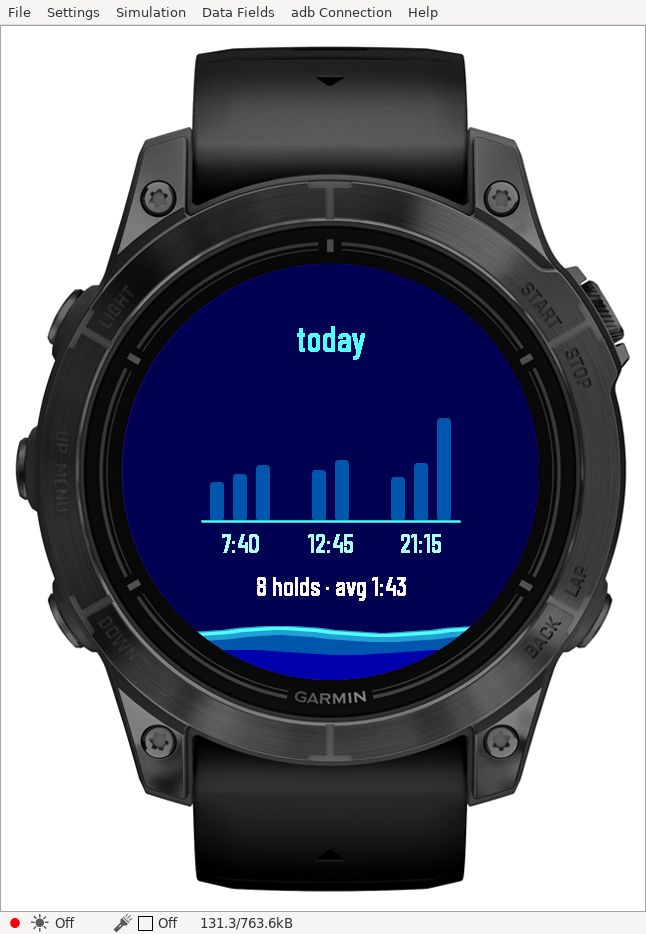 File Settings Simulation Data Fields adb Connection Help
LIGHT
START
STOP
today
UP MENU
7:40 12:45 21:15
8 holds · avg 1:43
LAP
BACK
DOWN
GARMIN
Off Off 131.3/763.6kB